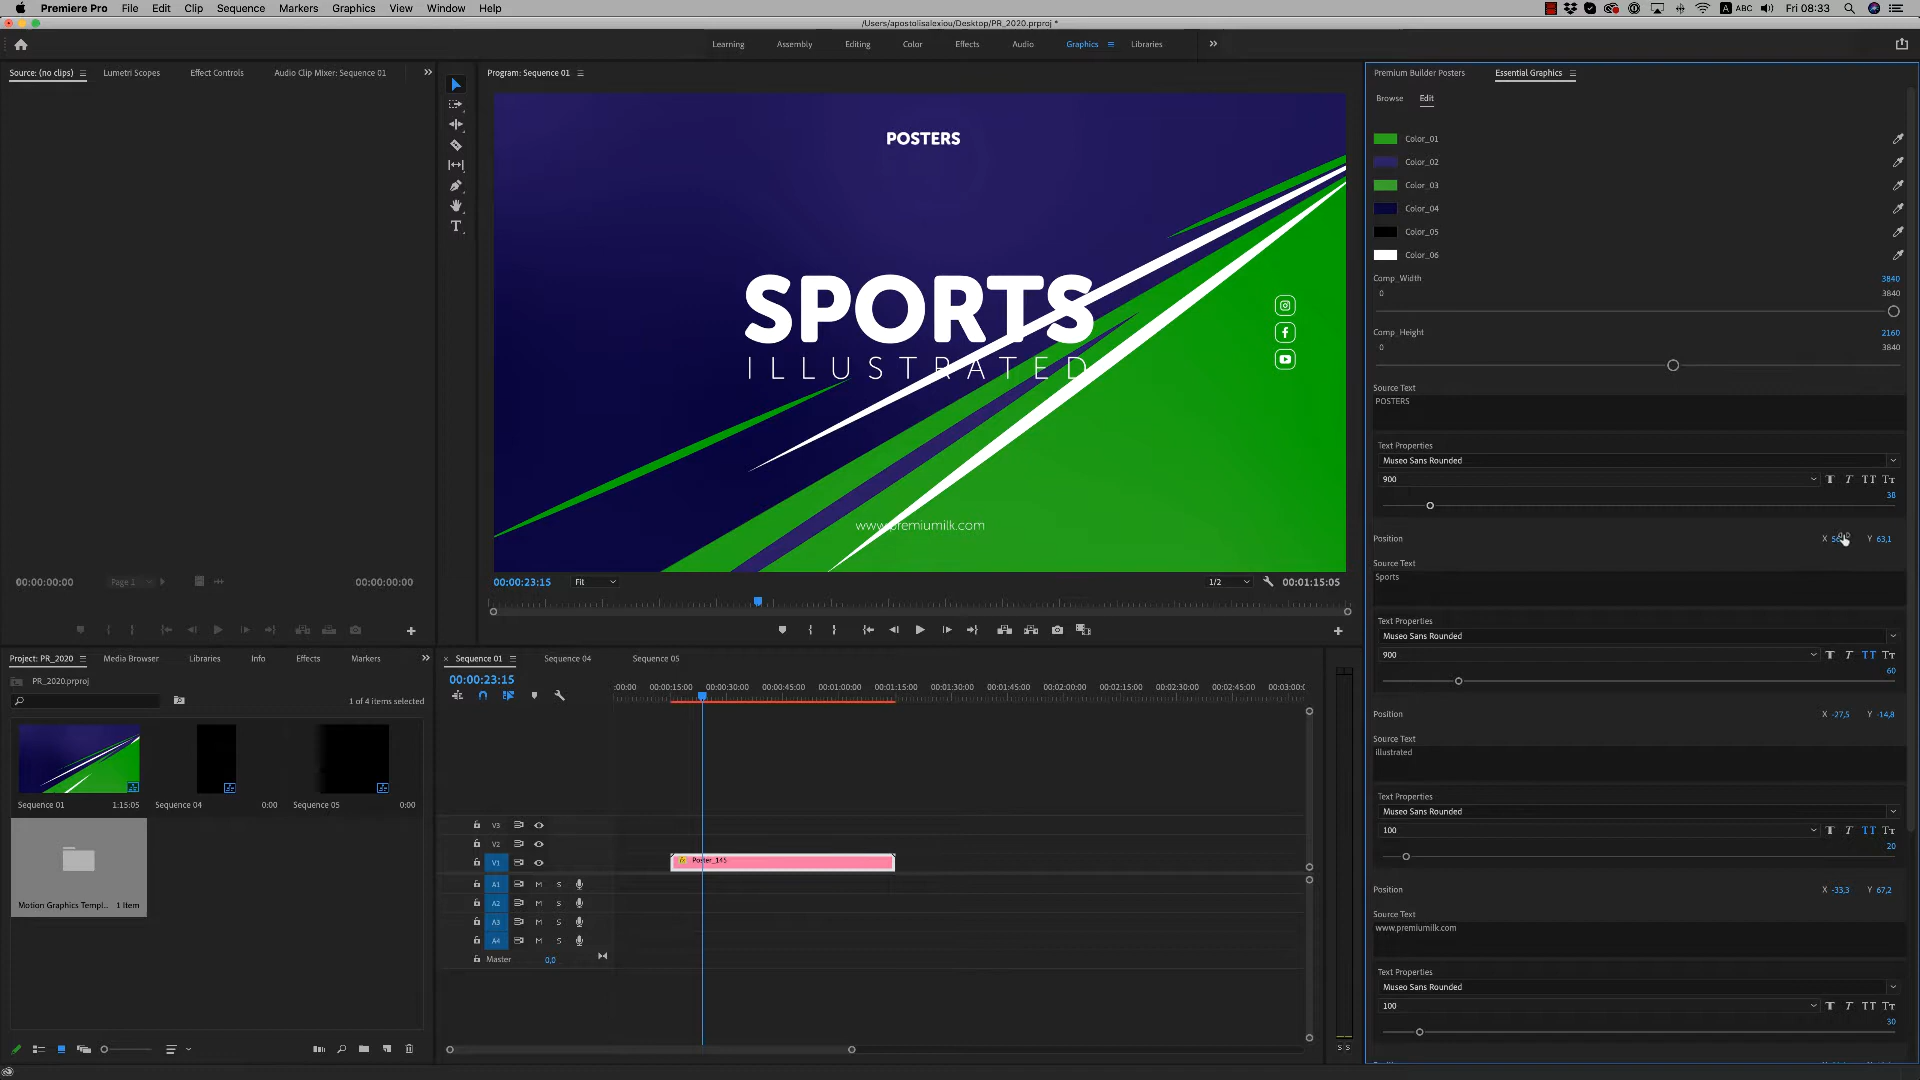 Premiere Pro File Edit Clip Sequence Markers Graphics View Window Help
ABC Fri 08:33
/Users/apostolisalexiou/Desktop/PR_2020.prproj *
Learning Assembly Editing Color Effects Audio Graphics Libraries
Source: (no clips) Lumetri Scopes Effect Controls Audio Clip Mixer: Sequence 01
Program: Sequence 01
POSTERS
SPORTS
ILLUSTRATED
www.premiumilk.com
00:00:00:00 Page 1 00:00:00:00
00:00:23:15 Fit 1/2 00:01:15:05
Premium Builder Posters Essential Graphics
Browse Edit
Color_01
Color_02
Color_03
Color_04
Color_05
Color_06
Comp_Width 3840
0 3840
Comp_Height 2160
0 3840
Source Text
POSTERS
Text Properties
Museo Sans Rounded
900
38
Position X Y 63,1
Source Text
Sports
Text Properties
Museo Sans Rounded
900
60
Position X -27,5 Y -14,8
Source Text
illustrated
Text Properties
Museo Sans Rounded
100
20
Position X -33,3 Y 67,2
Source Text
www.premiumilk.com
Text Properties
Museo Sans Rounded
100
30
Project: PR_2020 Media Browser Libraries Info Effects Markers
PR_2020.prproj
1 of 4 items selected
Sequence 01 1:15:05 Sequence 04 0:00 Sequence 05 0:00
Motion Graphics Templ... 1 Item
Sequence 01 Sequence 04 Sequence 05
00:00:23:15
:00:00 00:00:15:00 00:00:30:00 00:00:45:00 00:01:00:00 00:01:15:00 00:01:30:00 00:01:45:00 00:02:00:00 00:02:15:00 00:02:30:00 00:02:45:00 00:03:00:0
V3
V2
V1 Poster_145
A1 M S
A2 M S
A3 M S
A4 M S
Master 0,0
S S